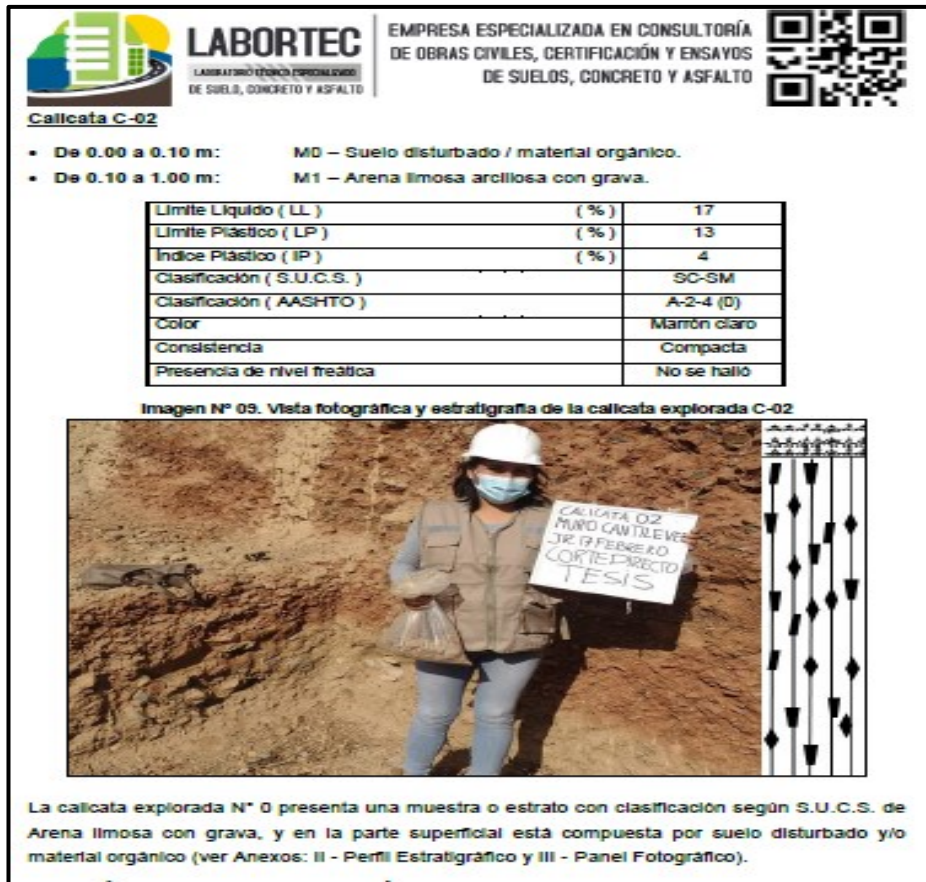 LABORTEC
LABORATORIO TÉCNICO ESPECIALIZADO
DE SUELO, CONCRETO Y ASFALTO
EMPRESA ESPECIALIZADA EN CONSULTORÍA
DE OBRAS CIVILES, CERTIFICACIÓN Y ENSAYOS
DE SUELOS, CONCRETO Y ASFALTO
Calicata C-02
• De 0.00 a 0.10 m: M0 – Suelo disturbado / material orgánico.
• De 0.10 a 1.00 m: M1 – Arena limosa arcillosa con grava.
Límite Líquido ( LL ) ( % ) 17
Límite Plástico ( LP ) ( % ) 13
Índice Plástico ( IP ) ( % ) 4
Clasificación ( S.U.C.S. ) SC-SM
Clasificación ( AASHTO ) A-2-4 (0)
Color Marrón claro
Consistencia Compacta
Presencia de nivel freática No se halló
Imagen Nº 09. Vista fotográfica y estratigrafía de la calicata explorada C-02
CALICATA 02
MURO CANTILEVER
JR 17 FEBRERO
CORTE DIRECTO
TESIS
La calicata explorada N° 0 presenta una muestra o estrato con clasificación según S.U.C.S. de
Arena limosa con grava, y en la parte superficial está compuesta por suelo disturbado y/o
material orgánico (ver Anexos: II - Perfil Estratigráfico y III - Panel Fotográfico).